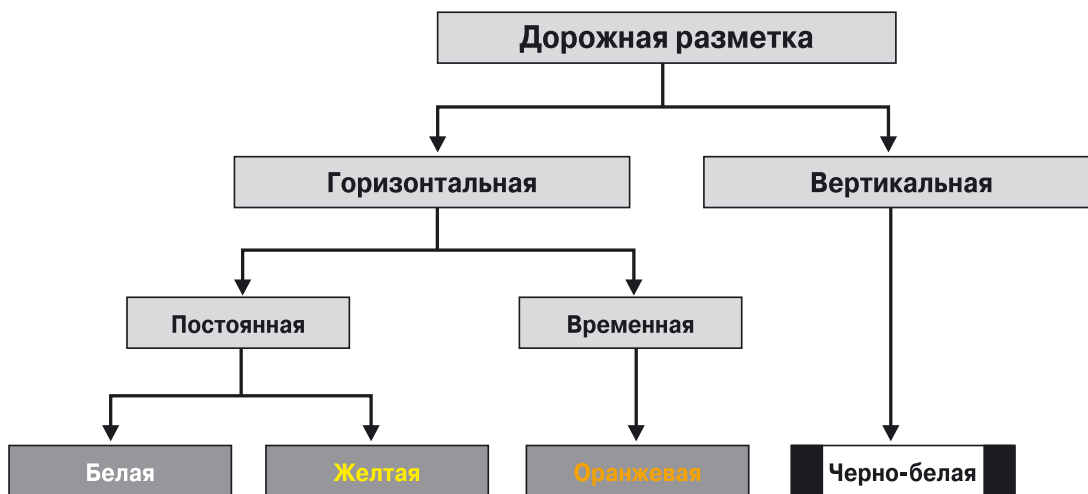 Дорожная разметка
Горизонтальная
Вертикальная
Постоянная
Временная
Белая
Желтая
Оранжевая
Черно-белая